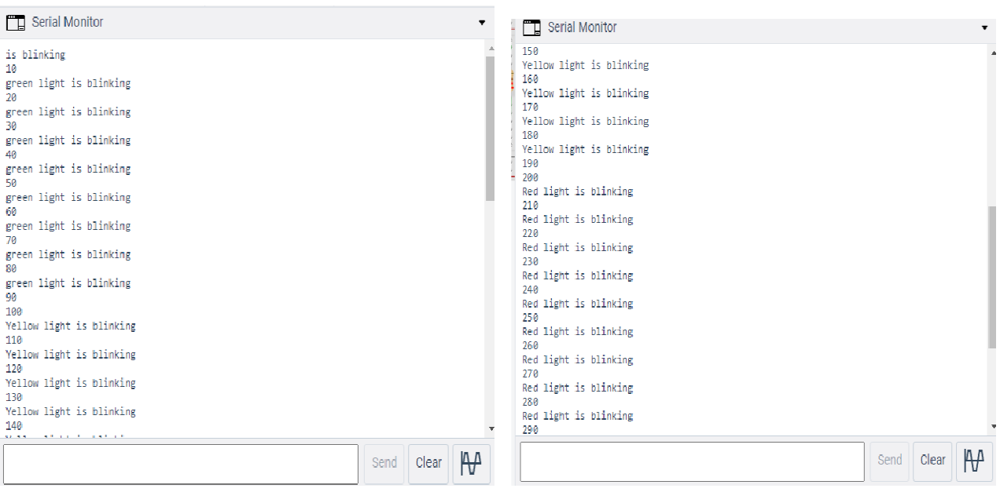 Serial Monitor
is blinking
10
green light is blinking
20
green light is blinking
30
green light is blinking
40
green light is blinking
50
green light is blinking
60
green light is blinking
70
green light is blinking
80
green light is blinking
90
100
Yellow light is blinking
110
Yellow light is blinking
120
Yellow light is blinking
130
Yellow light is blinking
140
Send
Clear
Serial Monitor
150
Yellow light is blinking
160
Yellow light is blinking
170
Yellow light is blinking
180
Yellow light is blinking
190
200
Red light is blinking
210
Red light is blinking
220
Red light is blinking
230
Red light is blinking
240
Red light is blinking
250
Red light is blinking
260
Red light is blinking
270
Red light is blinking
280
Red light is blinking
290
Send
Clear